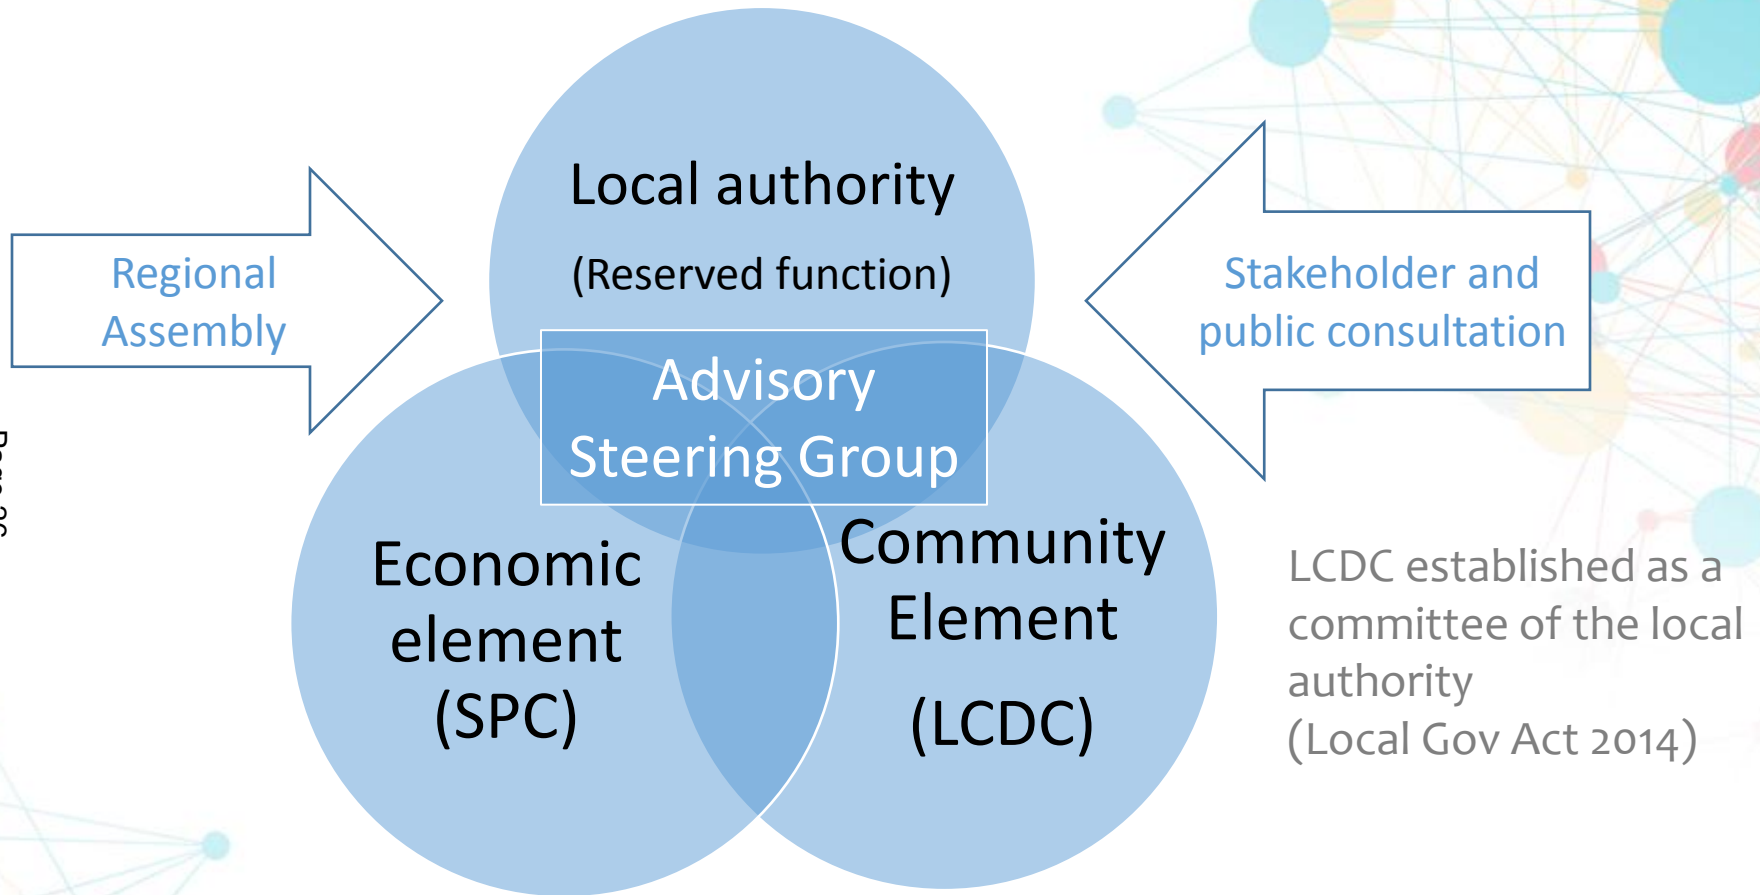 Local authority
(Reserved function)
Regional
Assembly
Stakeholder and
public consultation
Advisory
Steering Group
Economic
element
(SPC)
Community
Element
(LCDC)
LCDC established as a
committee of the local
authority
(Local Gov Act 2014)